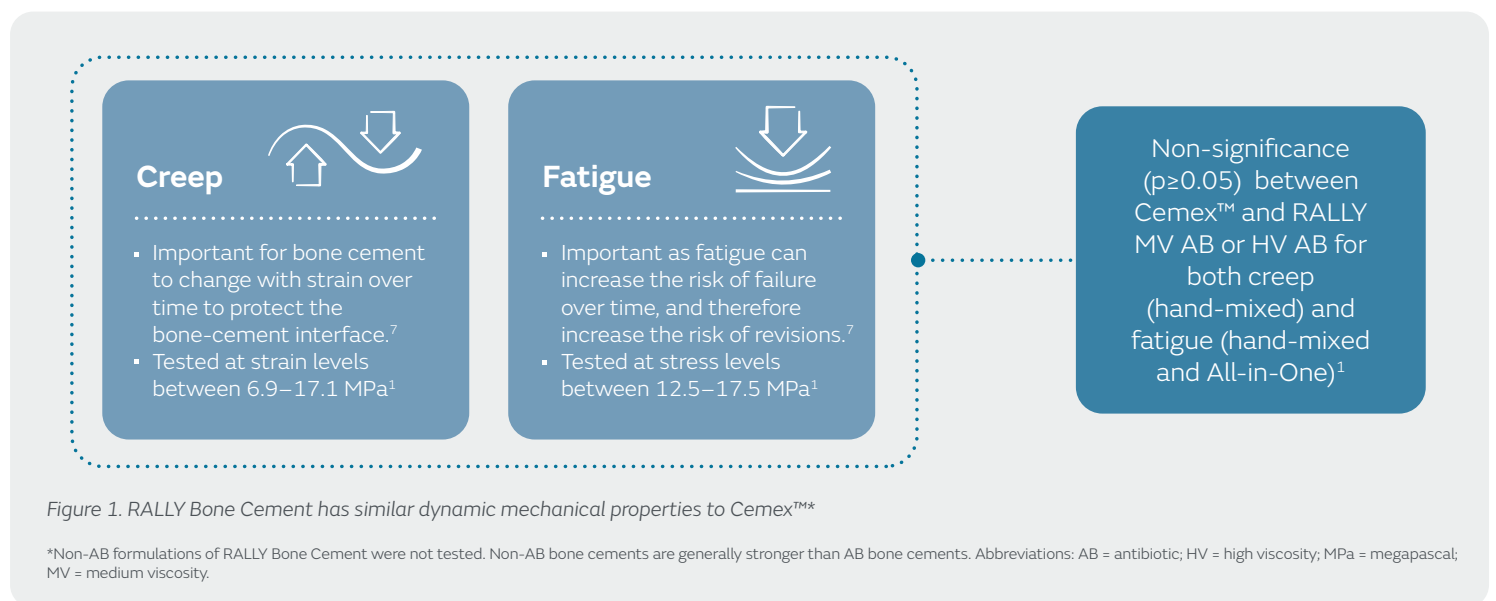 Creep
Important for bone cement
to change with strain over
time to protect the
bone-cement interface.7
Tested at strain levels
between 6.9–17.1 MPa1
Fatigue
Important as fatigue can
increase the risk of failure
over time, and therefore
increase the risk of revisions.7
Tested at stress levels
between 12.5–17.5 MPa1
Non-significance
(p≥0.05) between
Cemex™ and RALLY
MV AB or HV AB for
both creep
(hand-mixed) and
fatigue (hand-mixed
and All-in-One)1
Figure 1. RALLY Bone Cement has similar dynamic mechanical properties to Cemex™*
*Non-AB formulations of RALLY Bone Cement were not tested. Non-AB bone cements are generally stronger than AB bone cements. Abbreviations: AB = antibiotic; HV = high viscosity; MPa = megapascal;
MV = medium viscosity.